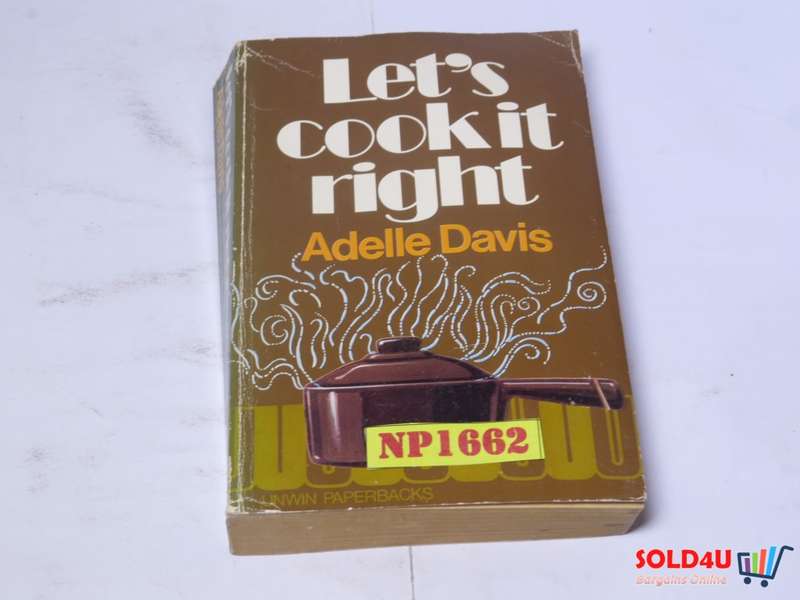 Let's
cook it
right
Adelle Davis
NP1662
UNWIN PAPERBACKS
SOLD4U
Bargains Online